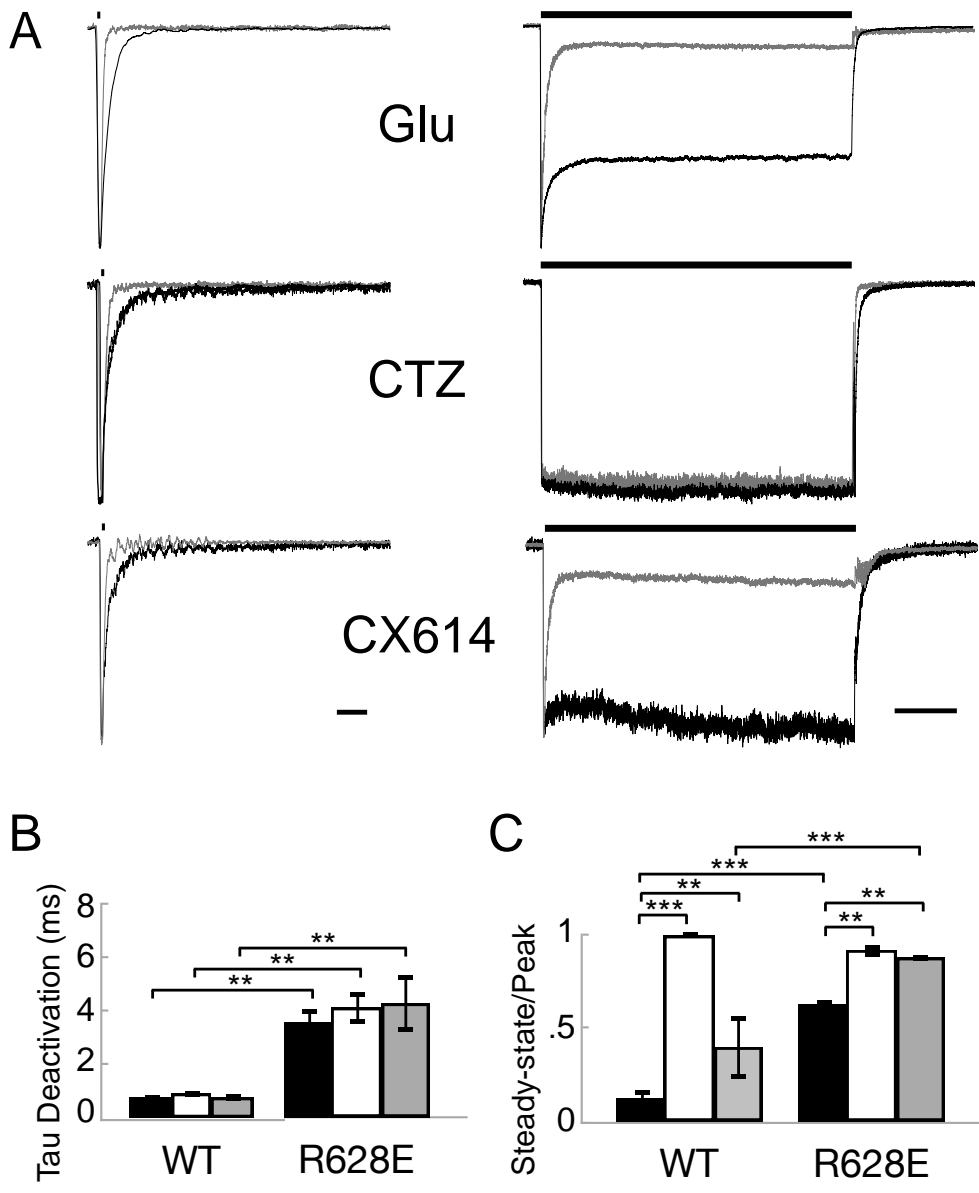 A
Glu
CTZ
CX614
B
Tau Deactivation (ms)
8
6
4
2
0
**
**
**
WT
R628E
C
Steady-state/Peak
1
.5
0
***
***
**
***
**
**
WT
R628E